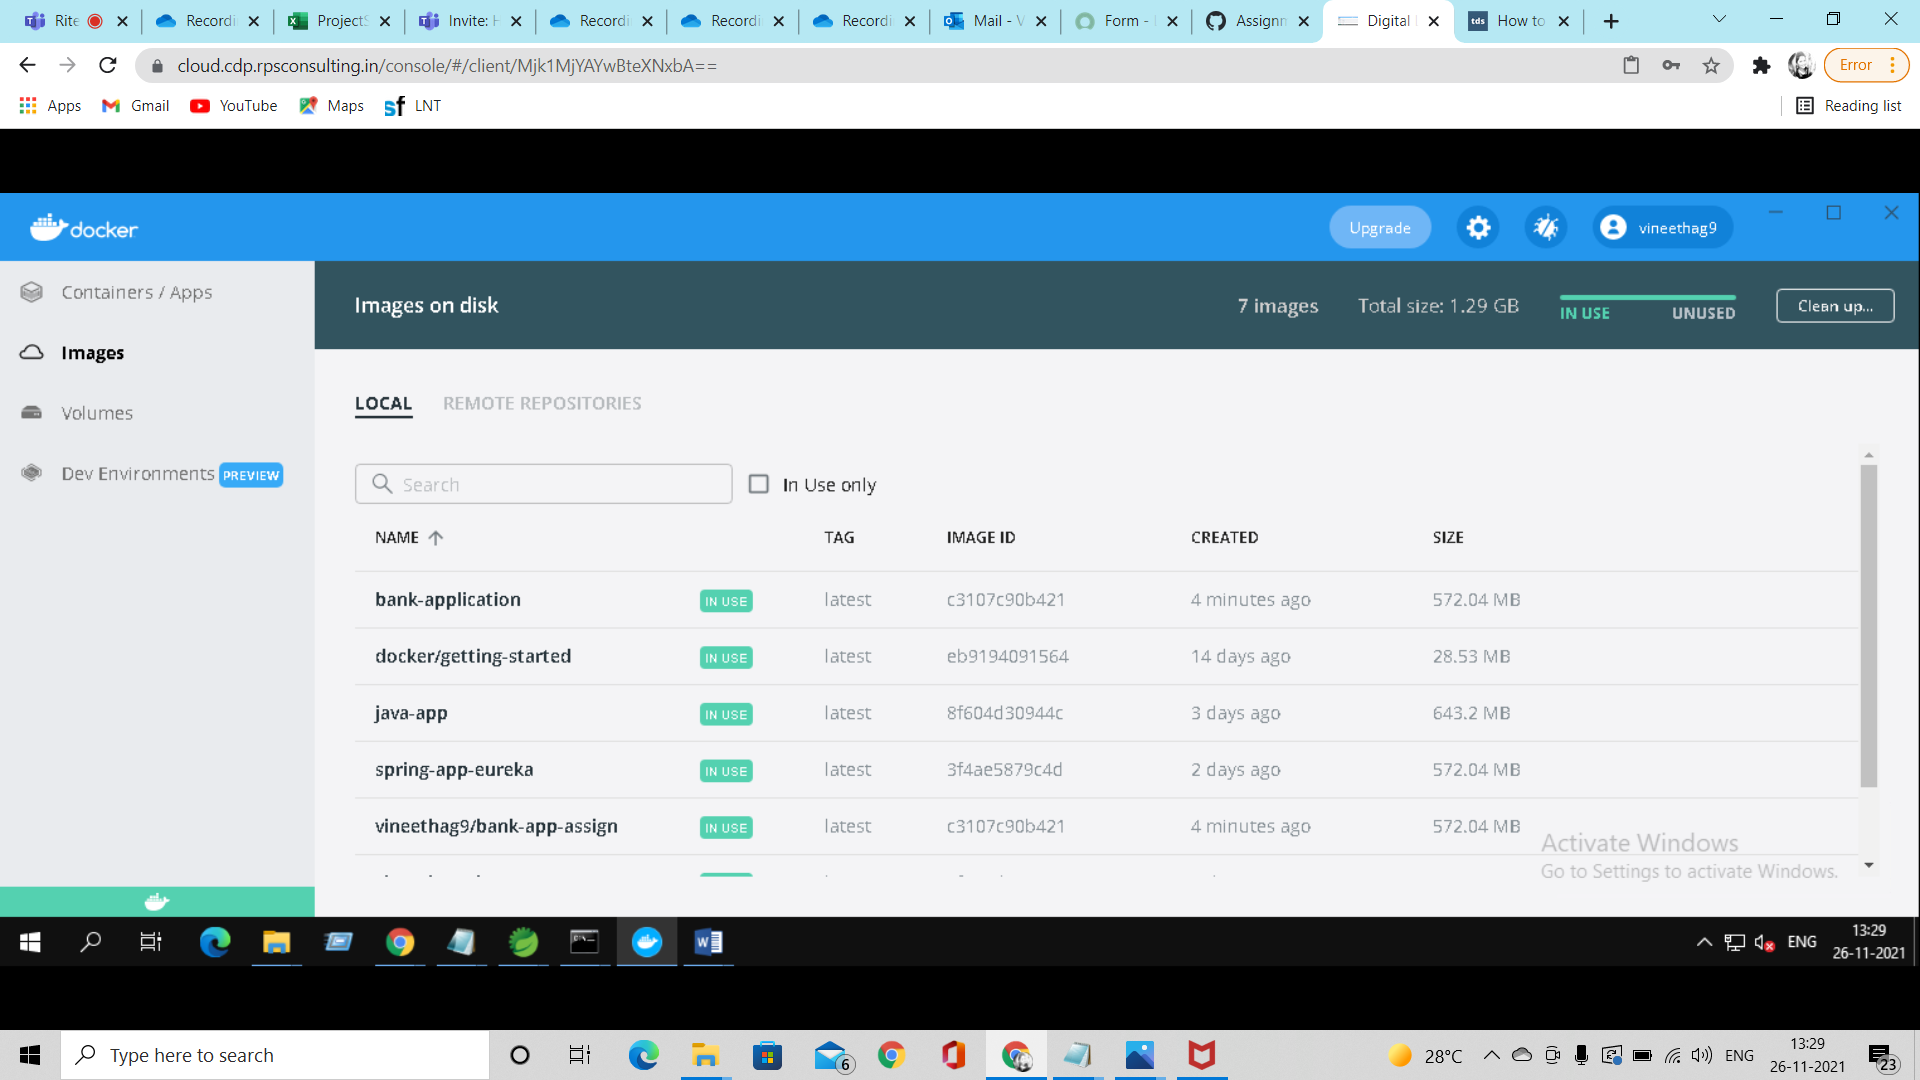 Rite
Recordi
ProjectS
Invite: H
Recordi
Recordi
Recordi
Mail - V
Form -
Assignn
Digital
tds How to
cloud.cdp.rpsconsulting.in/console/#/client/Mjk1MjYAYwBteXNxbA==
Error
Apps
Gmail
YouTube
Maps
sf LNT
Reading list
docker
Upgrade
vineethag9
Containers / Apps
Images
Volumes
Dev Environments PREVIEW
Images on disk
7 images
Total size: 1.29 GB
IN USE
UNUSED
Clean up...
LOCAL
REMOTE REPOSITORIES
Search
In Use only
NAME TAG IMAGE ID CREATED SIZE
bank-application IN USE latest c3107c90b421 4 minutes ago 572.04 MB
docker/getting-started IN USE latest eb9194091564 14 days ago 28.53 MB
java-app IN USE latest 8f604d30944c 3 days ago 643.2 MB
spring-app-eureka IN USE latest 3f4ae5879c4d 2 days ago 572.04 MB
vineethag9/bank-app-assign IN USE latest c3107c90b421 4 minutes ago 572.04 MB
Activate Windows
Go to Settings to activate Windows.
ENG
13:29
26-11-2021
Type here to search
6
28°C
ENG
13:29
26-11-2021
23